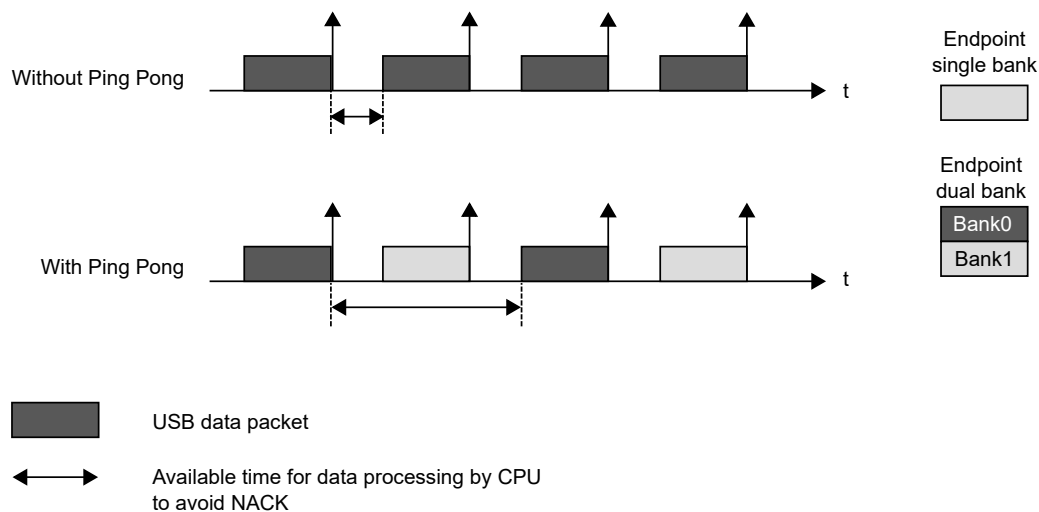 Without Ping Pong
t
Endpoint
single bank
Endpoint
dual bank
Bank0
Bank1
With Ping Pong
t
USB data packet
Available time for data processing by CPU
to avoid NACK